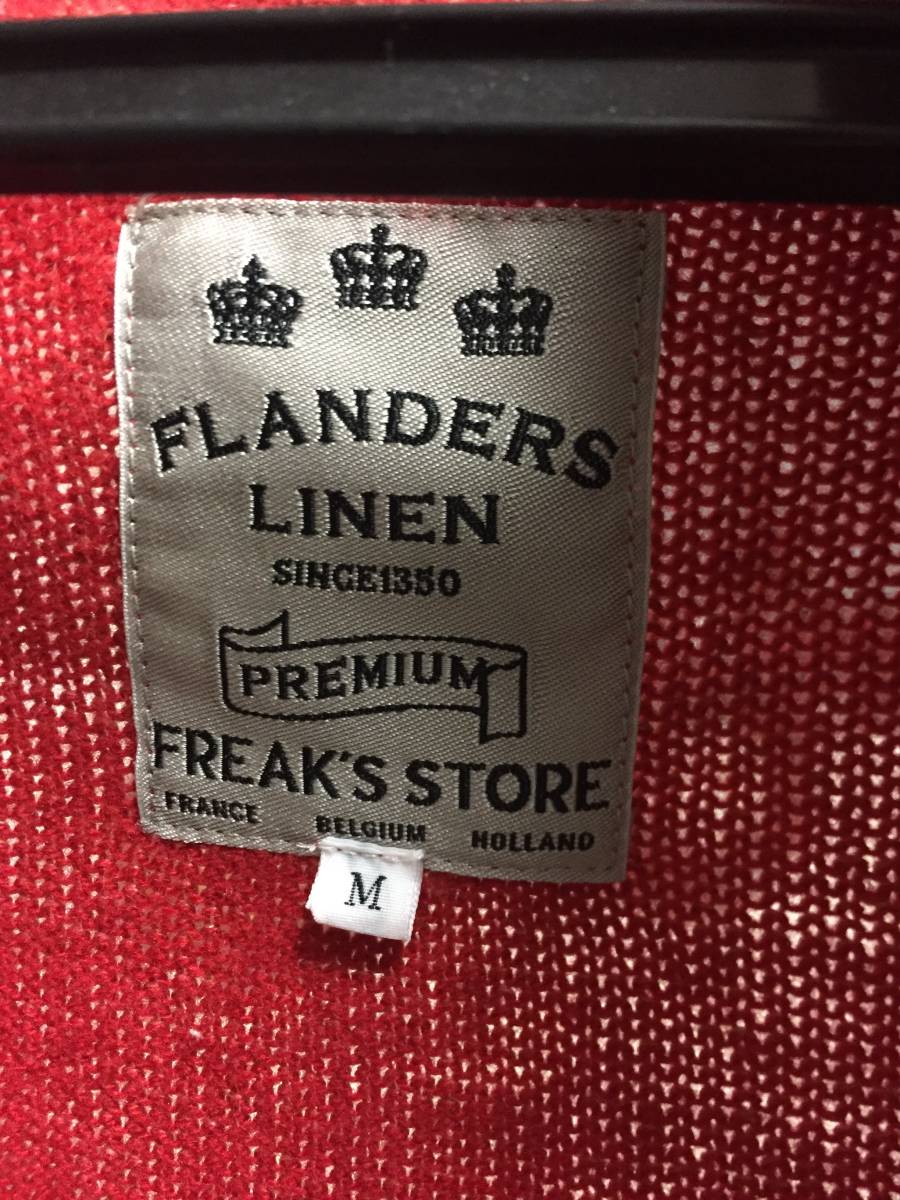 FLANDERS
LINEN
SINCE1350
PREMIUM
FREAK'S STORE
FRANCE BELGIUM HOLLAND
M